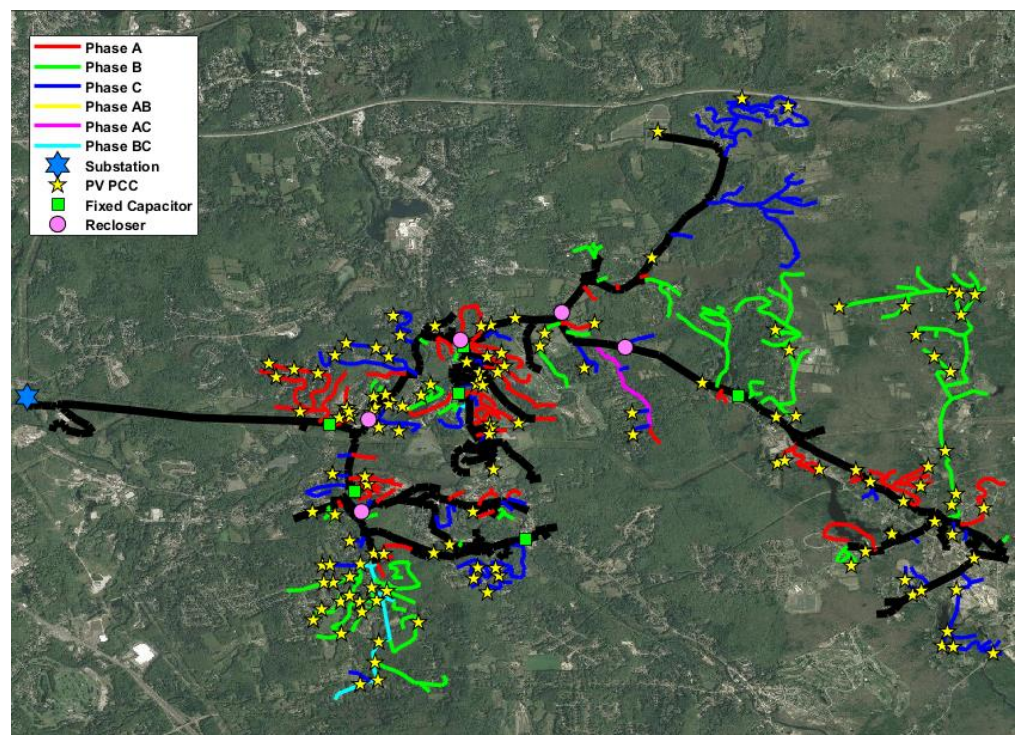 Phase A
Phase B
Phase C
Phase AB
Phase AC
Phase BC
Substation
PV PCC
Fixed Capacitor
Recloser